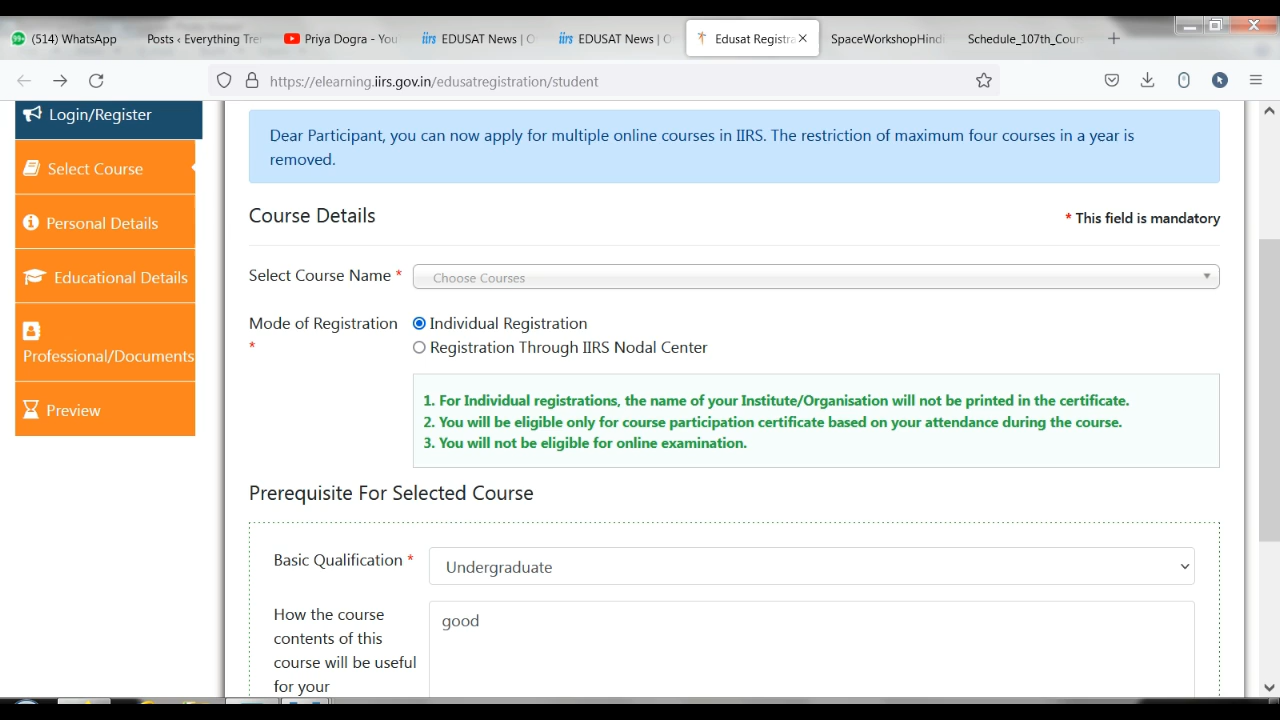 (514) WhatsApp
Posts ‹ Everything Tre
Priya Dogra - You
iirs EDUSAT News | O
iirs EDUSAT News | O
Edusat Registra
SpaceWorkshopHindi
Schedule_107th_Cours
https://elearning.iirs.gov.in/edusatregistration/student
Login/Register
Select Course
Personal Details
Educational Details
Professional/Documents
Preview
Dear Participant, you can now apply for multiple online courses in IIRS. The restriction of maximum four courses in a year is
removed.
Course Details
* This field is mandatory
Select Course Name *
Choose Courses
Mode of Registration
*
Individual Registration
Registration Through IIRS Nodal Center
1. For Individual registrations, the name of your Institute/Organisation will not be printed in the certificate.
2. You will be eligible only for course participation certificate based on your attendance during the course.
3. You will not be eligible for online examination.
Prerequisite For Selected Course
Basic Qualification *
Undergraduate
How the course
contents of this
course will be useful
for your
good